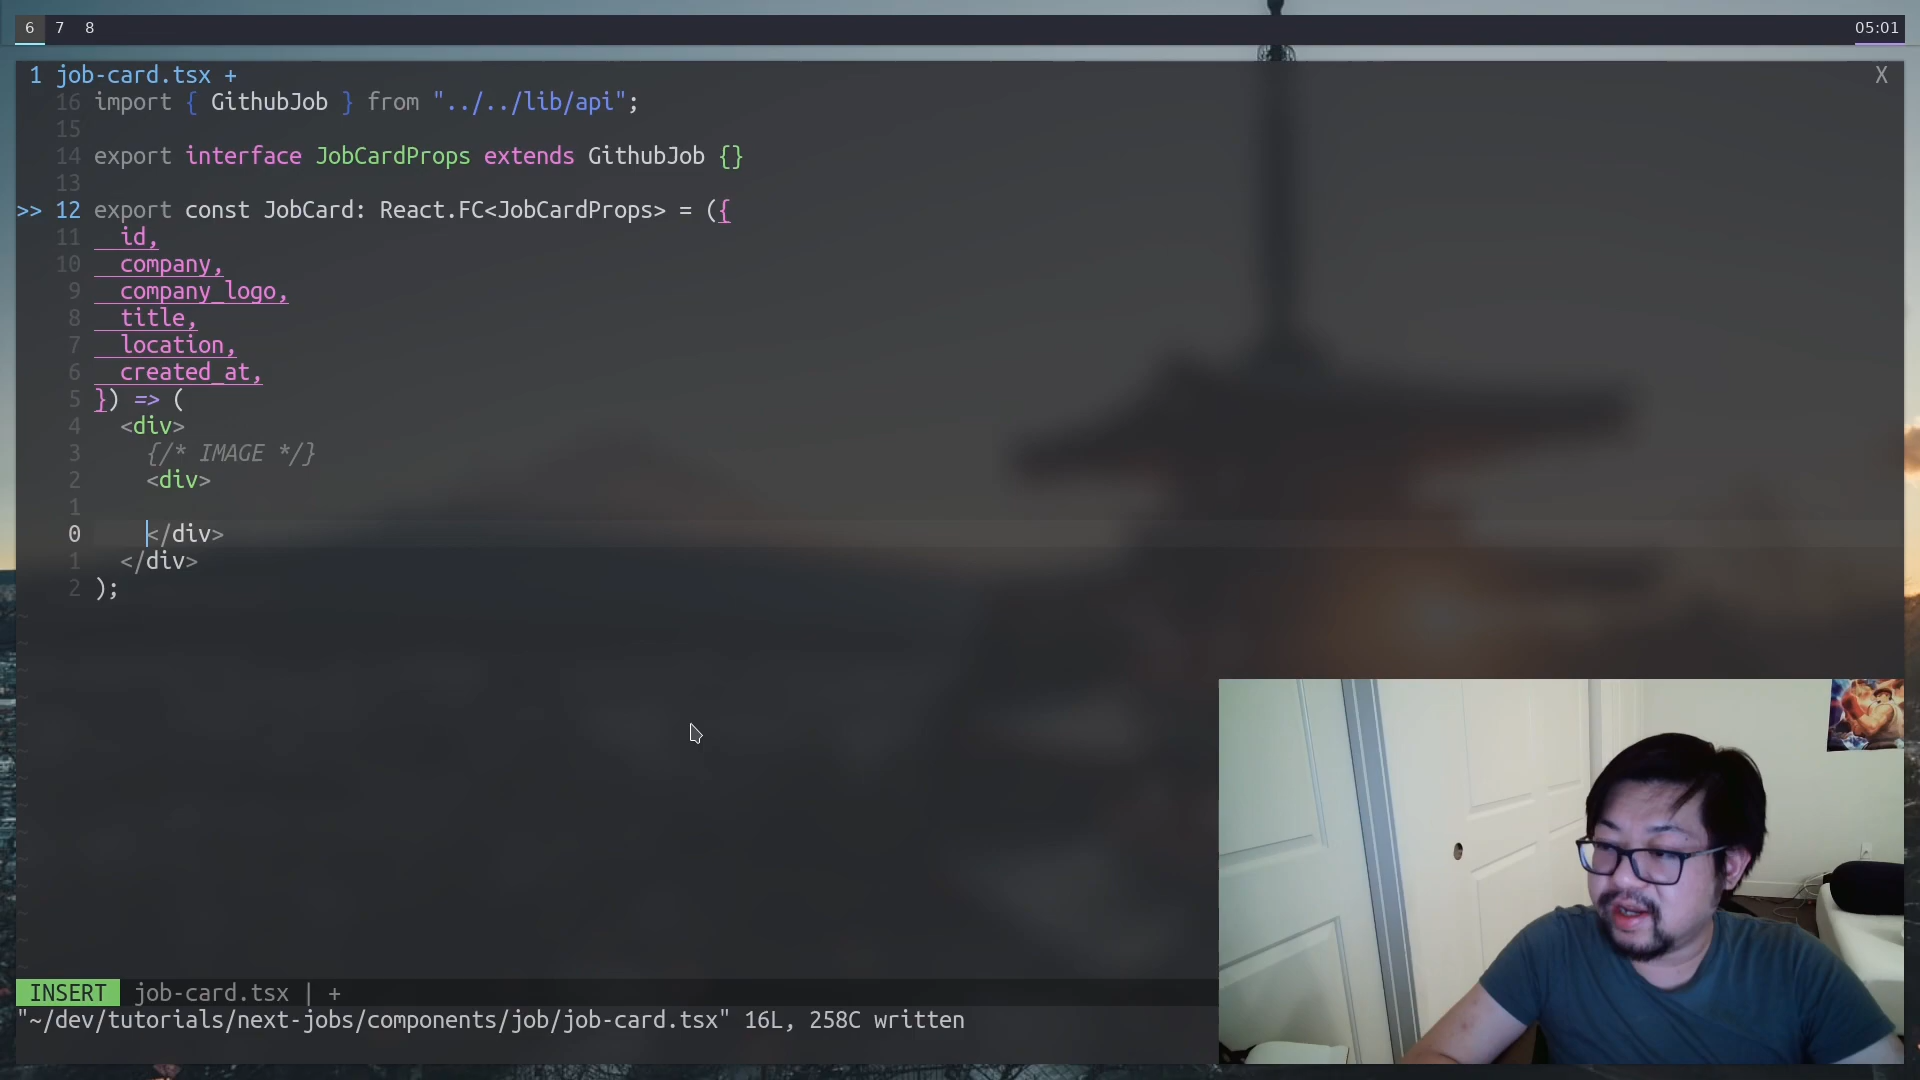 6 7 8 05:01
1 job-card.tsx + X
16 import { GithubJob } from "../../lib/api";
15
14 export interface JobCardProps extends GithubJob {}
13
>> 12 export const JobCard: React.FC<JobCardProps> = ({
11 id,
10 company,
9 company_logo,
8 title,
7 location,
6 created_at,
5 }) => (
4 <div>
3 {/* IMAGE */}
2 <div>
1
0 </div>
1 </div>
2 );
~
~
~
~
~
~
~
~
~
~
~
~
~
~
INSERT job-card.tsx | +
"~/dev/tutorials/next-jobs/components/job/job-card.tsx" 16L, 258C written